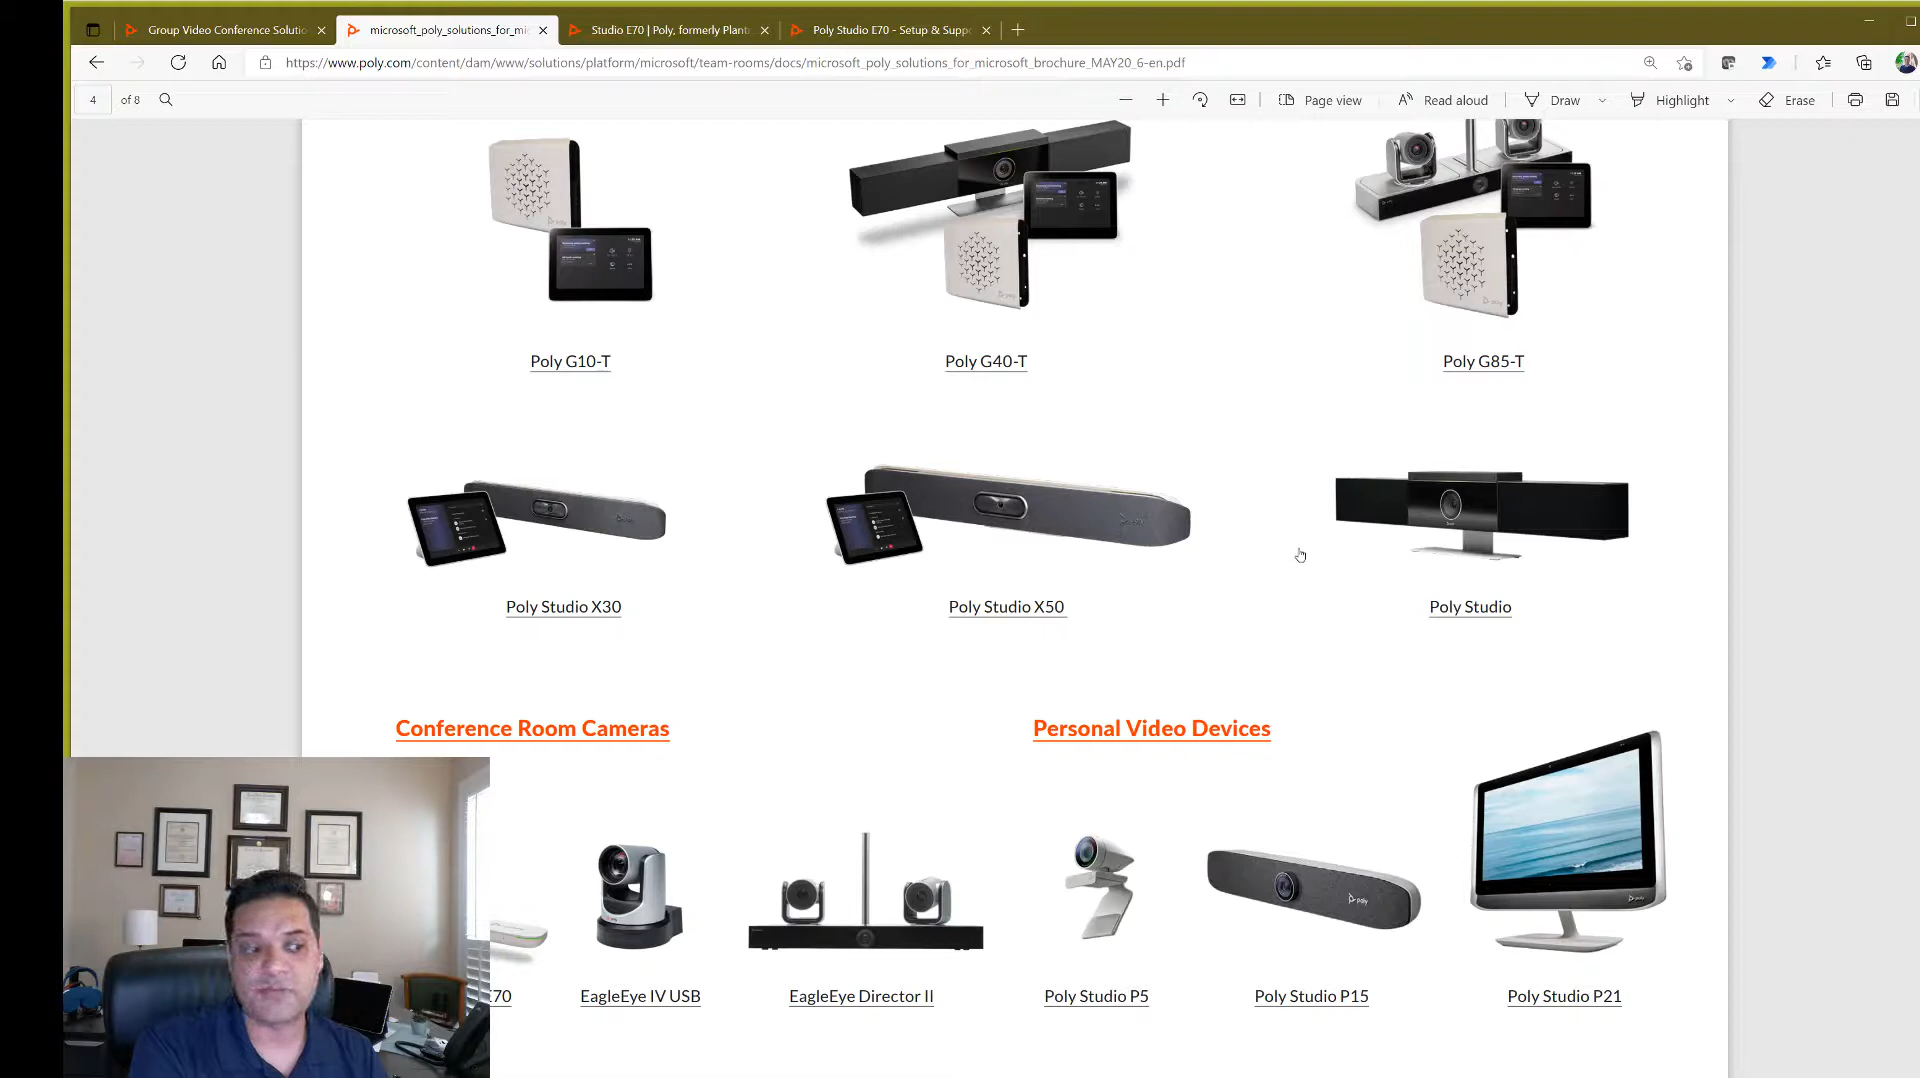 Group Video Conference Solutio
microsoft_poly_solutions_for_mi
Studio E70 | Poly, formerly Plant
Poly Studio E70 - Setup & Supp
https://www.poly.com/content/dam/www/solutions/platform/microsoft/team-rooms/docs/microsoft_poly_solutions_for_microsoft_brochure_MAY20_6-en.pdf
4 of 8
Page view
Read aloud
Draw
Highlight
Erase
Poly G10-T
Poly G40-T
Poly G85-T
Poly Studio X30
Poly Studio X50
Poly Studio
Conference Room Cameras
Personal Video Devices
poly
poly
E70
EagleEye IV USB
EagleEye Director II
Poly Studio P5
Poly Studio P15
Poly Studio P21